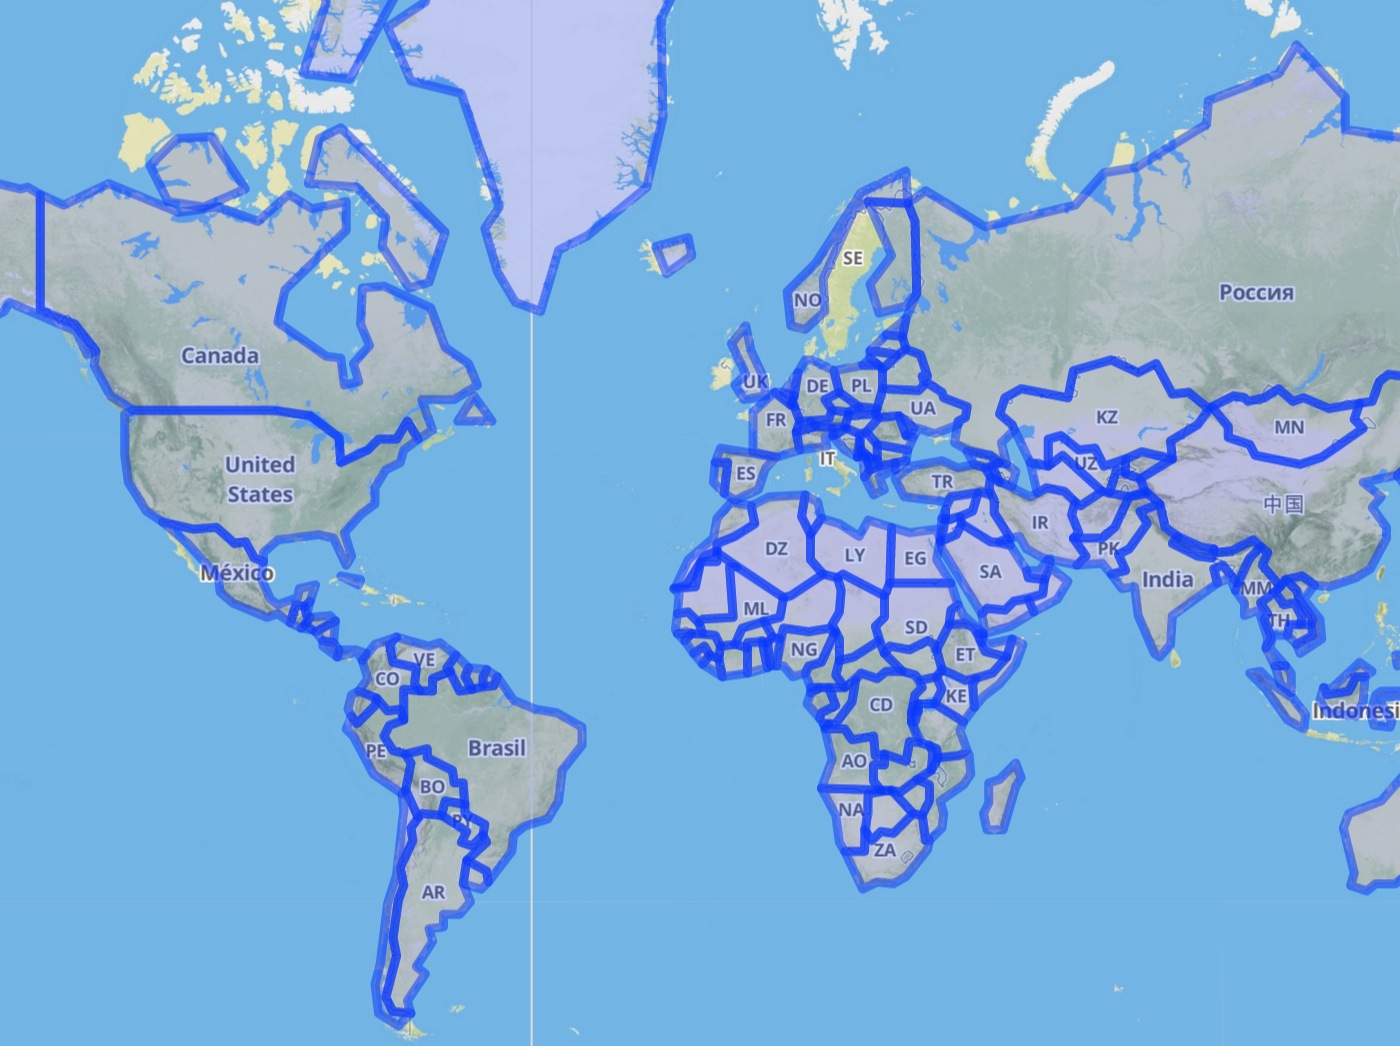 SE
NO
Россия
Canada
UK
DE
PL
UA
FR
KZ
MN
IT
ES
UZ
TR
United
States
中国
IR
DZ
LY
EG
PK
México
SA
India
MM
ML
SD
TH
NG
ET
VE
CO
CD
KE
Indonesi
PE
Brasil
AO
BO
NA
PY
ZA
AR